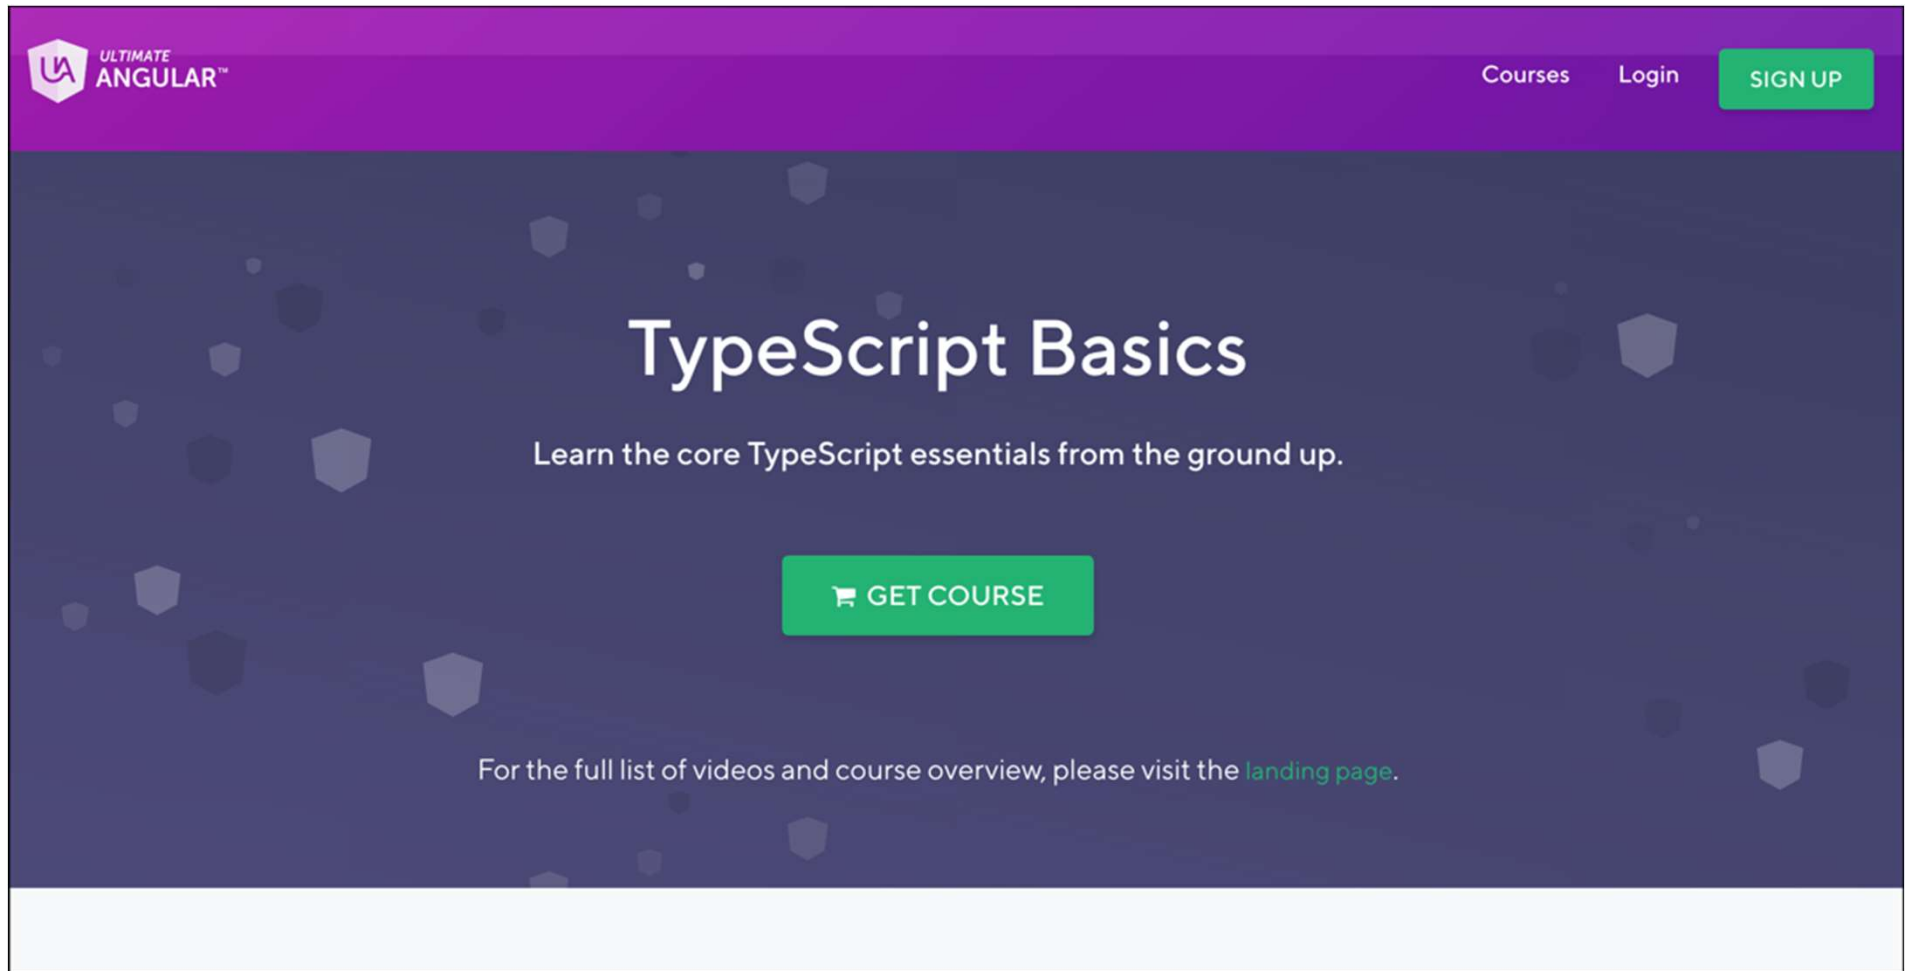 UA
ULTIMATE
ANGULAR™
Courses Login SIGN UP
TypeScript Basics
Learn the core TypeScript essentials from the ground up.
GET COURSE
For the full list of videos and course overview, please visit the landing page.